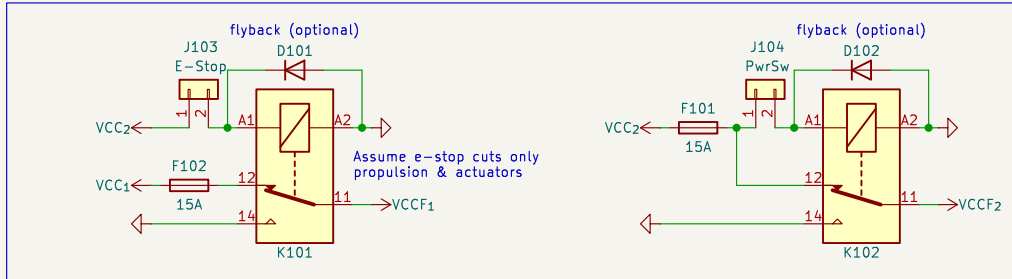 flyback (optional)
J103
E-Stop
D101
1
2
VCC2
A1
A2
F102
VCC1
15A
12
14
11
VCCF1
K101
Assume e-stop cuts only
propulsion & actuators
flyback (optional)
J104
PwrSw
D102
F101
1
2
VCC2
15A
A1
A2
12
14
11
VCCF2
K102